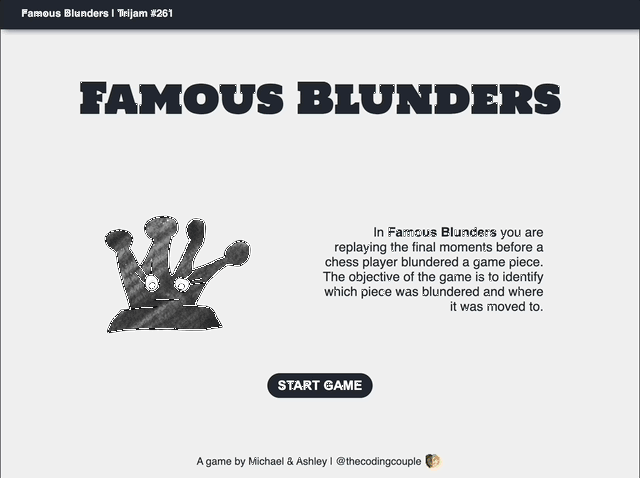 Famous Blunders | Trijam #261
FAMOUS BLUNDERS
In Famous Blunders you are
replaying the final moments before a
chess player blundered a game piece.
The objective of the game is to identify
which piece was blundered and where
it was moved to.
START GAME
A game by Michael & Ashley | @thecodingcouple